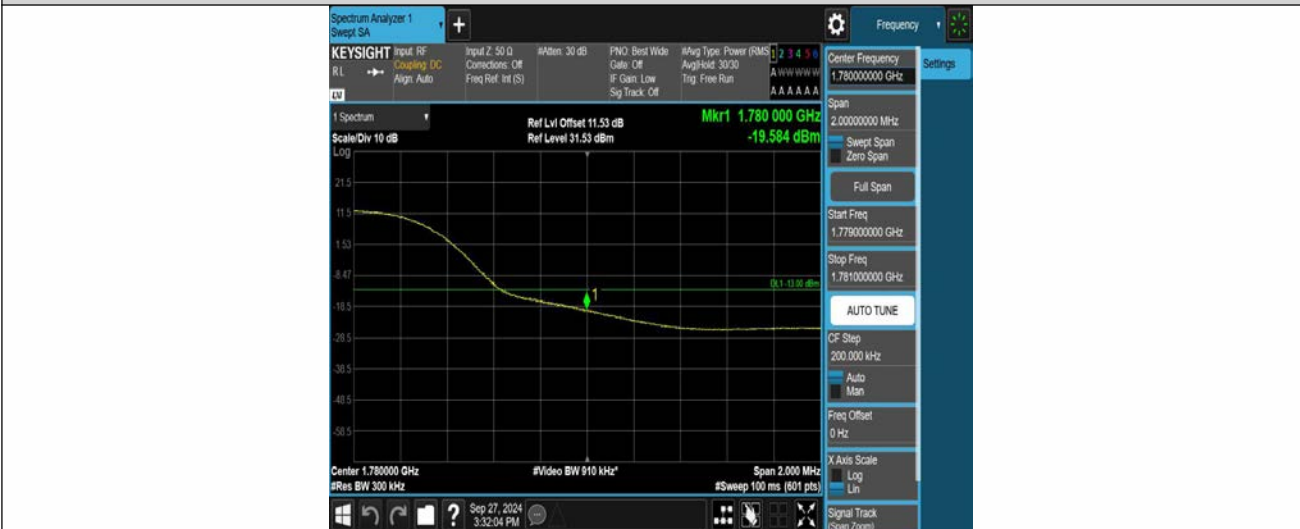 Spectrum Analyzer 1
Swept SA
Frequency
KEYSIGHT
RL
Input: RF
Coupling: DC
Align: Auto
Input Z: 50 Ω
Corrections: Off
Freq Ref: Int (S)
#Atten: 30 dB
PNO: Best Wide
Gate: Off
IF Gain: Low
Sig Track: Off
#Avg Type: Power (RMS
Avg|Hold: 30/30
Trig: Free Run
1 2 3 4 5 6
A W W W W W
A A A A A A
Center Frequency
1.780000000 GHz
Settings
Span
2.00000000 MHz
Swept Span
Zero Span
Full Span
Start Freq
1.779000000 GHz
Stop Freq
1.781000000 GHz
AUTO TUNE
CF Step
200.000 kHz
Auto
Man
Freq Offset
0 Hz
X Axis Scale
Log
Lin
Signal Track
(Span Zoom)
1 Spectrum
Scale/Div 10 dB
Log
Ref Lvl Offset 11.53 dB
Ref Level 31.53 dBm
Mkr1 1.780 000 GHz
-19.584 dBm
21.5
11.5
1.53
-8.47
DL1 -13.00 dBm
1
-18.5
-28.5
-38.5
-48.5
-58.5
Center 1.780000 GHz
#Res BW 300 kHz
#Video BW 910 kHz*
Span 2.000 MHz
#Sweep 100 ms (601 pts)
?
Sep 27, 2024
3:32:04 PM